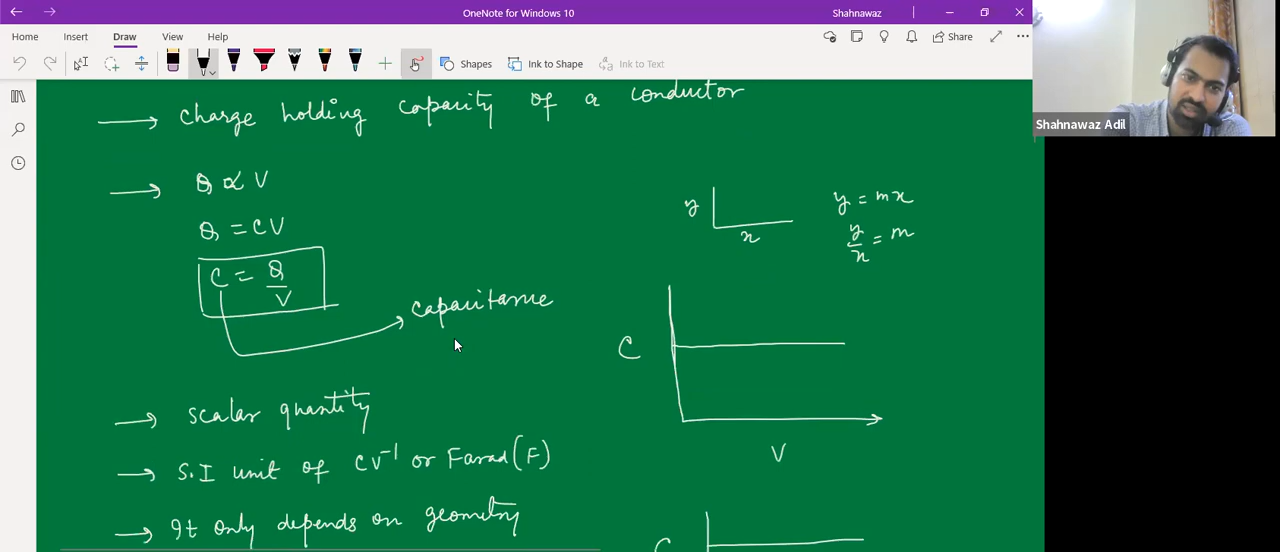 OneNote for Windows 10
Shahnawaz
Home Insert Draw View Help
Share
Shapes Ink to Shape Ink to Text
Shahnawaz Adil
charge holding capacity of a conductor
Q ∝ V
Q = CV
C = Q/V
capacitance
scalar quantity
S.I unit of CV⁻¹ or Farad (F)
It only depends on geometry
y
x
y = mx
y/x = m
C
V
C